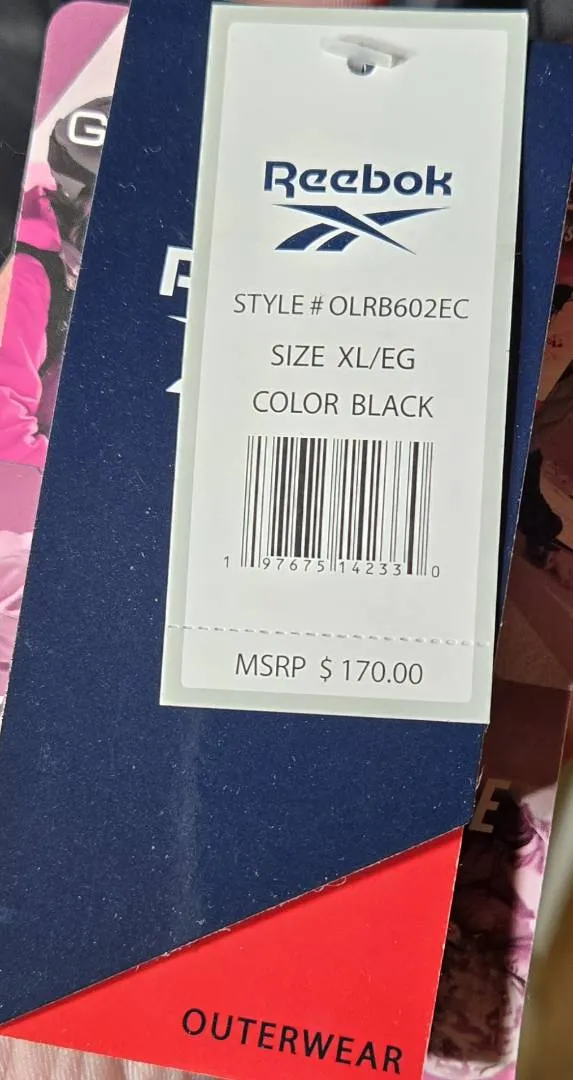 G
Reebok
STYLE # OLRB602EC
SIZE XL/EG
COLOR BLACK
1 97675 14233 0
MSRP $ 170.00
E
OUTERWEAR